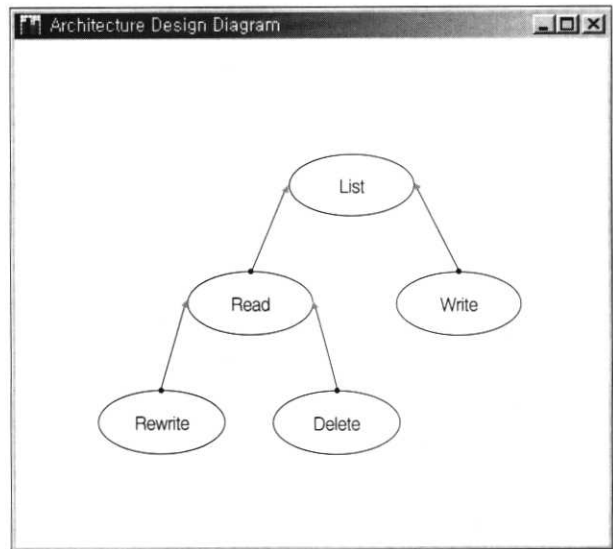 Architecture Design Diagram
List
Read
Write
Rewrite
Delete